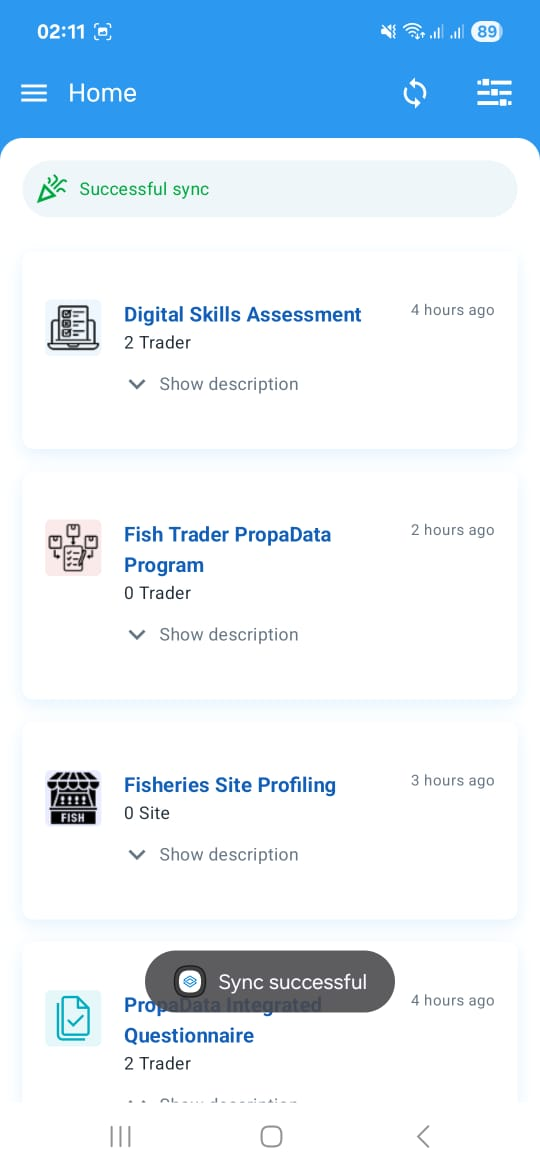 02:11
89
Home
Successful sync
Digital Skills Assessment
4 hours ago
2 Trader
Show description
Fish Trader PropaData
2 hours ago
Program
0 Trader
Show description
Fisheries Site Profiling
3 hours ago
FISH
0 Site
Show description
Sync successful
PropaData Integrated
4 hours ago
Questionnaire
2 Trader
Show description